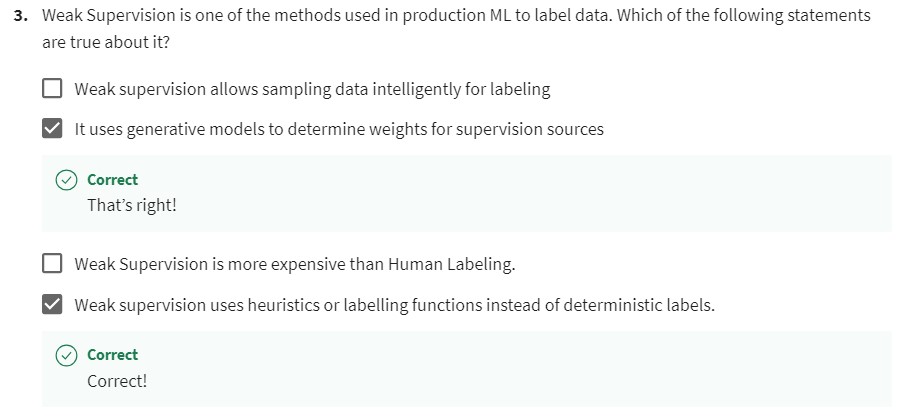 3. Weak Supervision is one of the methods used in production ML to label data. Which of the following statements
are true about it?
Weak supervision allows sampling data intelligently for labeling
It uses generative models to determine weights for supervision sources
Correct
That's right!
Weak Supervision is more expensive than Human Labeling.
Weak supervision uses heuristics or labelling functions instead of deterministic labels.
Correct
Correct!